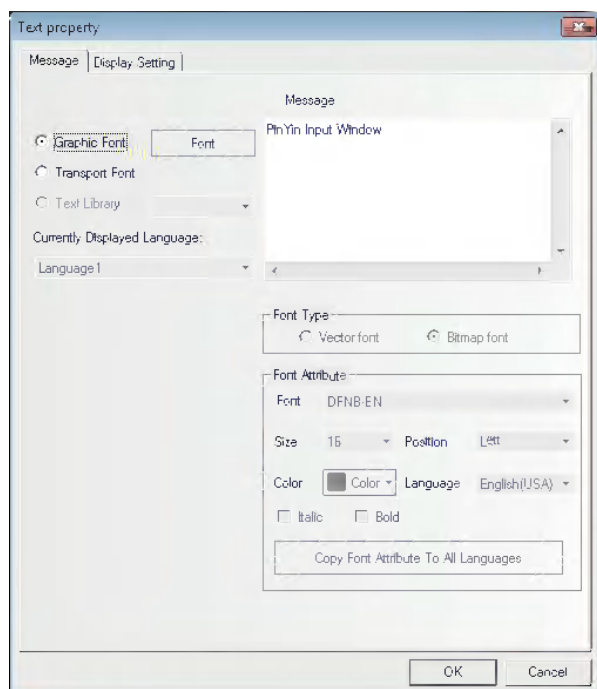 Text property
Message
Display Setting
Message
Graphic Font
Font
PinYin Input Window
Transport Font
Text Library
Currently Displayed Language:
Language1
Font Type
Vector font
Bitmap font
Font Attribute
Font DFNB-EN
Size 16 Position Left
Color Color Language English(USA)
Italic Bold
Copy Font Attribute To All Languages
OK Cancel